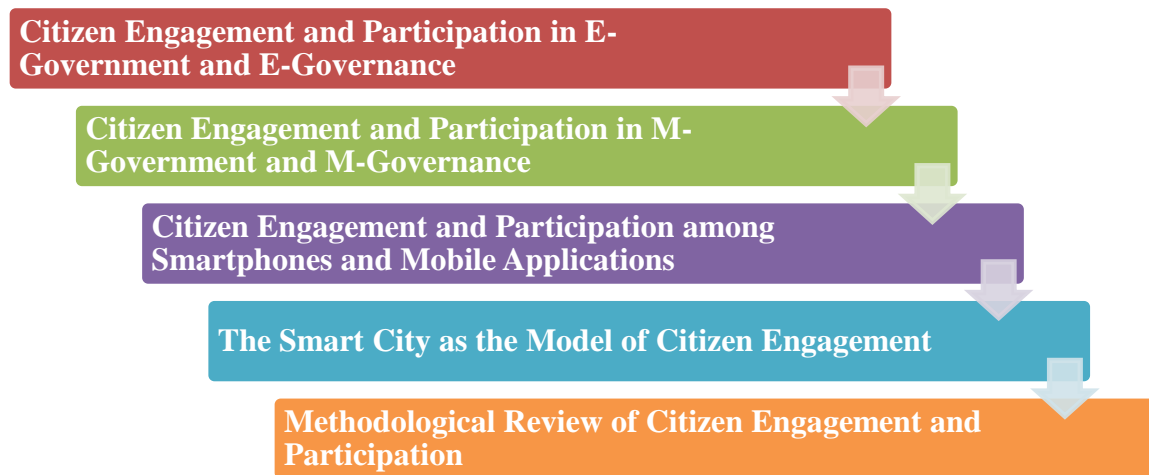 Citizen Engagement and Participation in E-
Government and E-Governance
Citizen Engagement and Participation in M-
Government and M-Governance
Citizen Engagement and Participation among
Smartphones and Mobile Applications
The Smart City as the Model of Citizen Engagement
Methodological Review of Citizen Engagement and
Participation